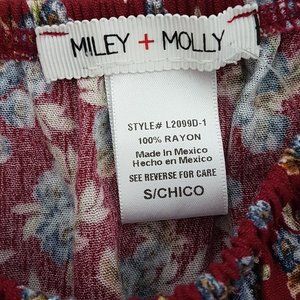 MILEY + MOLLY
STYLE# L2099D-1
100% RAYON
Made In Mexico
Hecho en Mexico
SEE REVERSE FOR CARE
S/CHICO